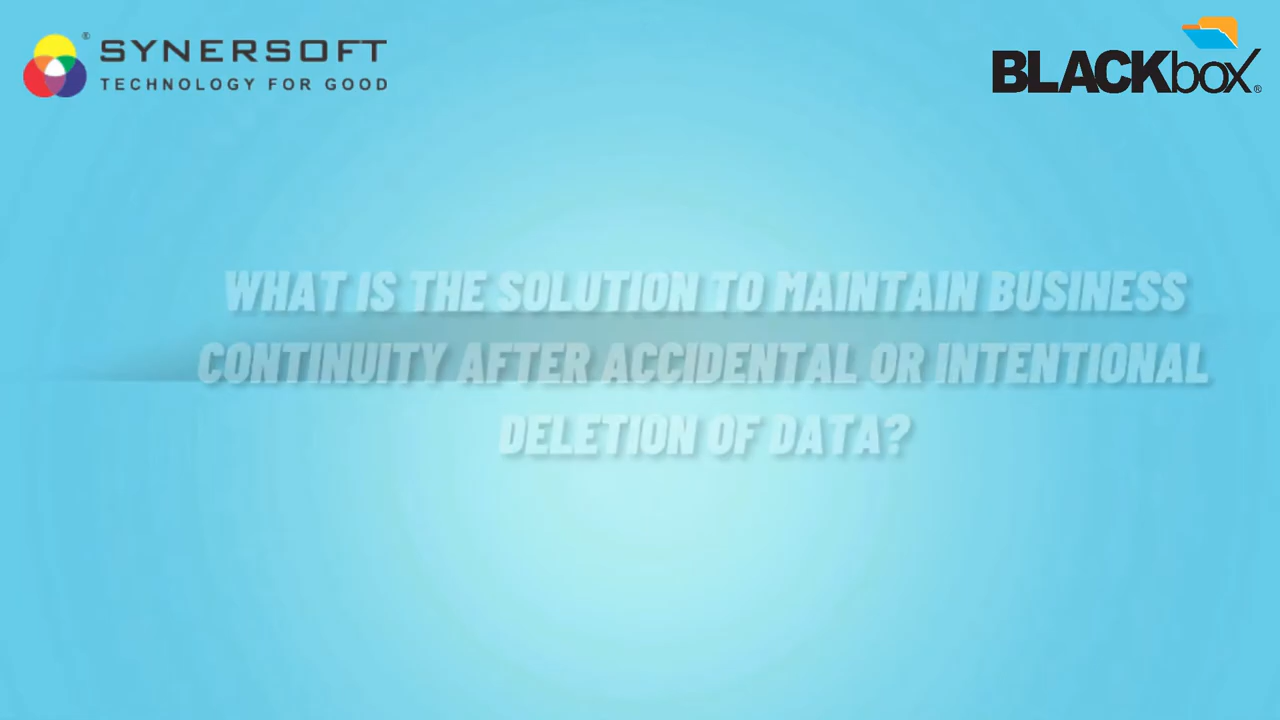 ® SYNERSOFT
TECHNOLOGY FOR GOOD
BLACKbox®
WHAT IS THE SOLUTION TO MAINTAIN BUSINESS
CONTINUITY AFTER ACCIDENTAL OR INTENTIONAL
DELETION OF DATA?